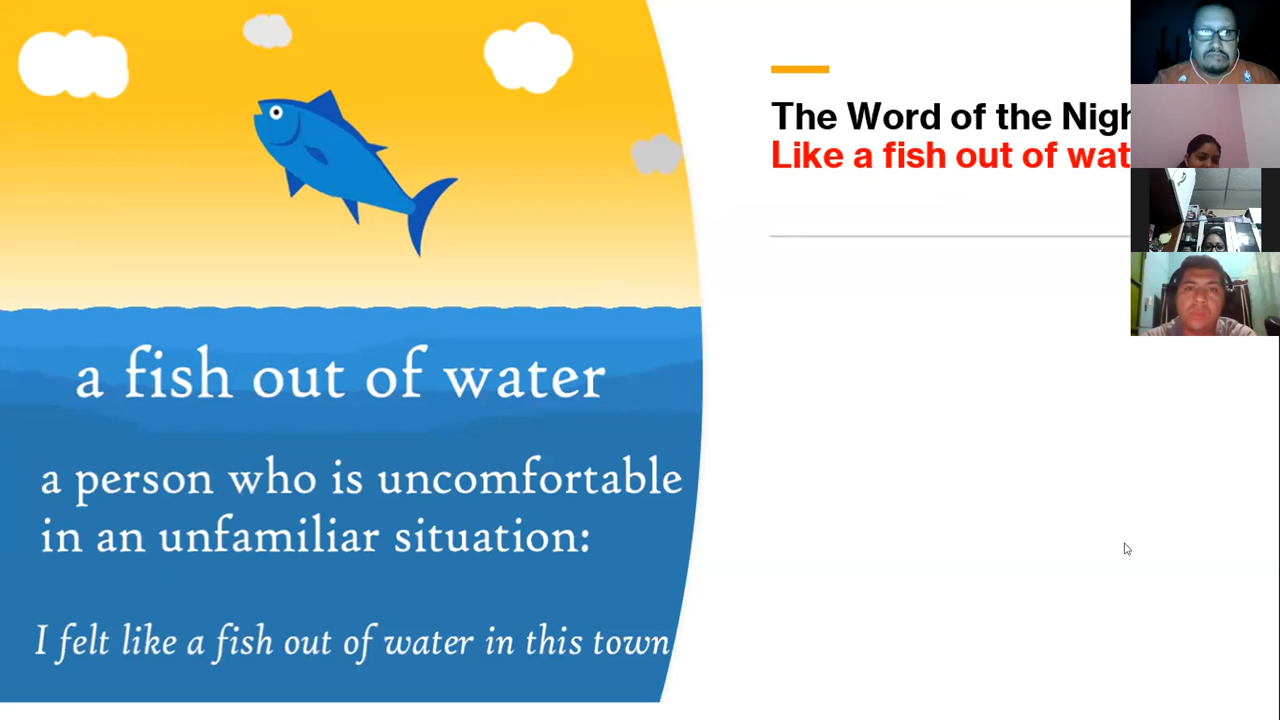 The Word of the Nigh
Like a fish out of wat
a fish out of water
a person who is uncomfortable
in an unfamiliar situation:
I felt like a fish out of water in this town